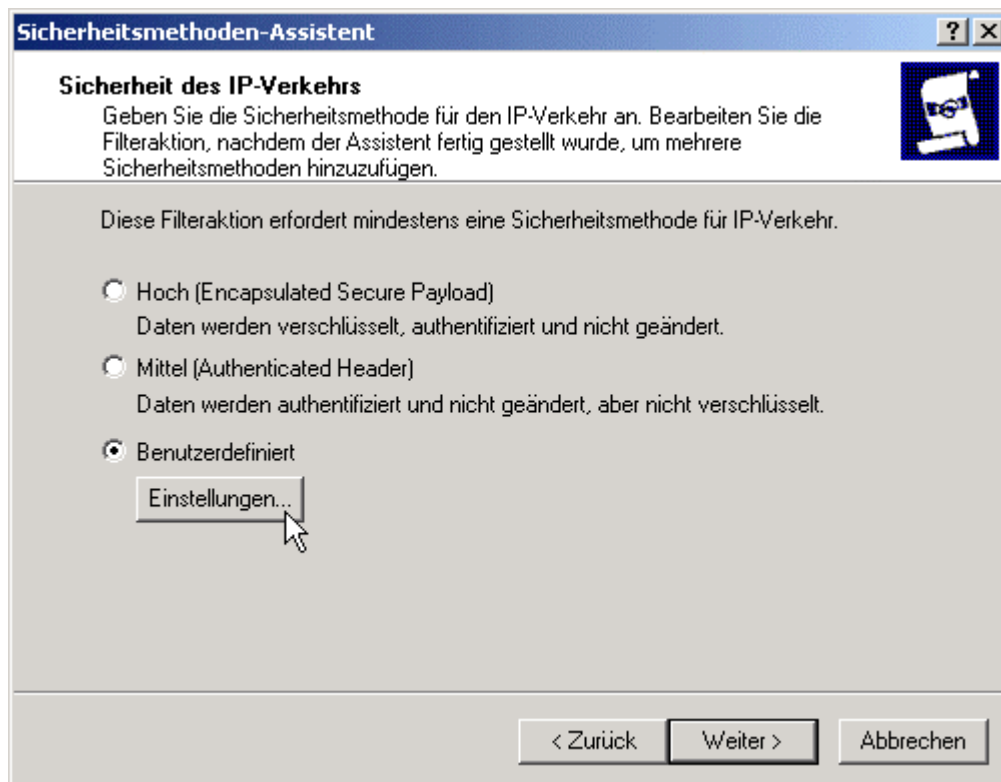 Sicherheitsmethoden-Assistent
Sicherheit des IP-Verkehrs
Geben Sie die Sicherheitsmethode für den IP-Verkehr an. Bearbeiten Sie die
Filteraktion, nachdem der Assistent fertig gestellt wurde, um mehrere
Sicherheitsmethoden hinzuzufügen.
Diese Filteraktion erfordert mindestens eine Sicherheitsmethode für IP-Verkehr.
Hoch (Encapsulated Secure Payload)
Daten werden verschlüsselt, authentifiziert und nicht geändert.
Mittel (Authenticated Header)
Daten werden authentifiziert und nicht geändert, aber nicht verschlüsselt.
Benutzerdefiniert
Einstellungen...
< Zurück Weiter > Abbrechen